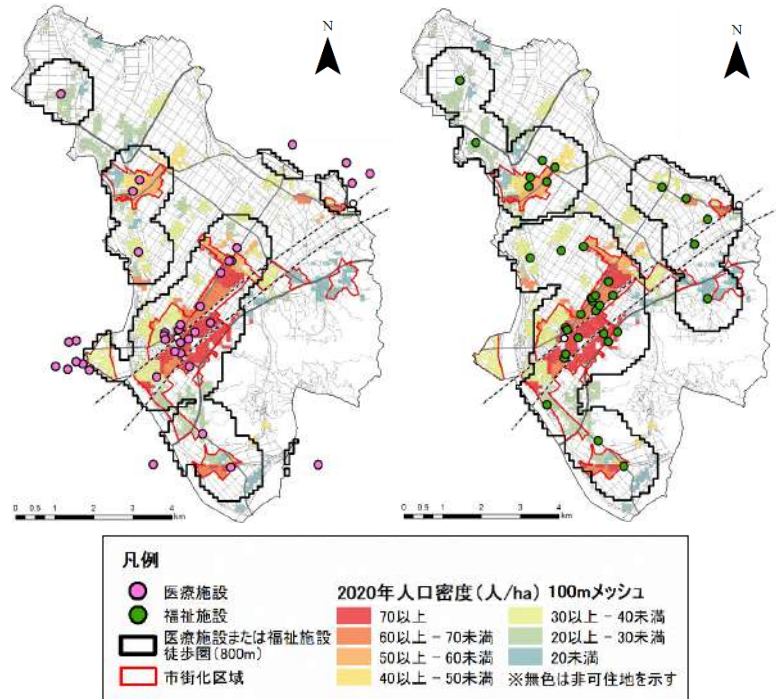 N
N
0 0.5 1 2 3 4
km
0 0.5 1 2 3 4
km
凡例
医療施設
福祉施設
医療施設または福祉施設
徒歩圏(800m)
市街化区域
2020年人口密度(人/ha) 100mメッシュ
70以上
60以上 - 70未満
50以上 - 60未満
40以上 - 50未満
30以上 - 40未満
20以上 - 30未満
20未満
※無色は非可住地を示す